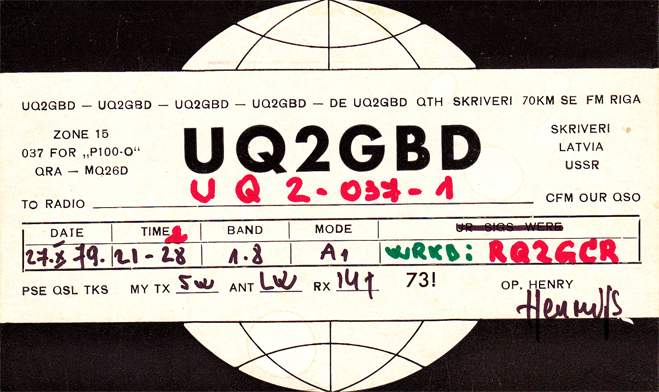 UQ2GBD — UQ2GBD — UQ2GBD — UQ2GBD — DE UQ2GBD QTH SKRIVERI 70KM SE FM RIGA
ZONE 15
037 FOR „P100-O“
QRA — MQ26D
UQ2GBD
SKRIVERI
LATVIA
USSR
TO RADIO UQ2-037-1 CFM OUR QSO
DATE TIME BAND MODE UR SIGS WERE
27.X 79. 21-28 1.8 A1 WRKD: RQ2GCR
PSE QSL TKS MY TX 5W ANT LW RX 73! OP. HENRY